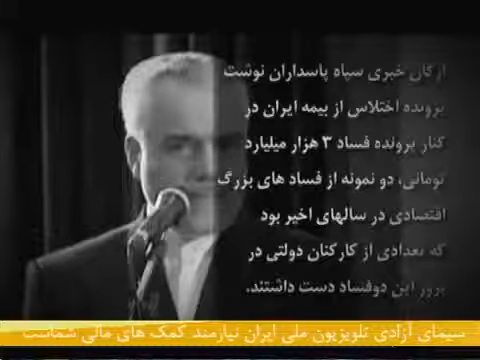 ارگان خبری سپاه پاسداران نوشت
پرونده اختلاس از بیمه ایران در
کنار پرونده فساد ۳ هزار میلیارد
تومانی، دو نمونه از فساد های بزرگ
اقتصادی در سالهای اخیر بود
که تعدادی از کارکنان دولتی در
بروز این دوفساد دست داشتند.
سیمای آزادی تلویزیون ملی ایران نیازمند کمک های مالی شماست